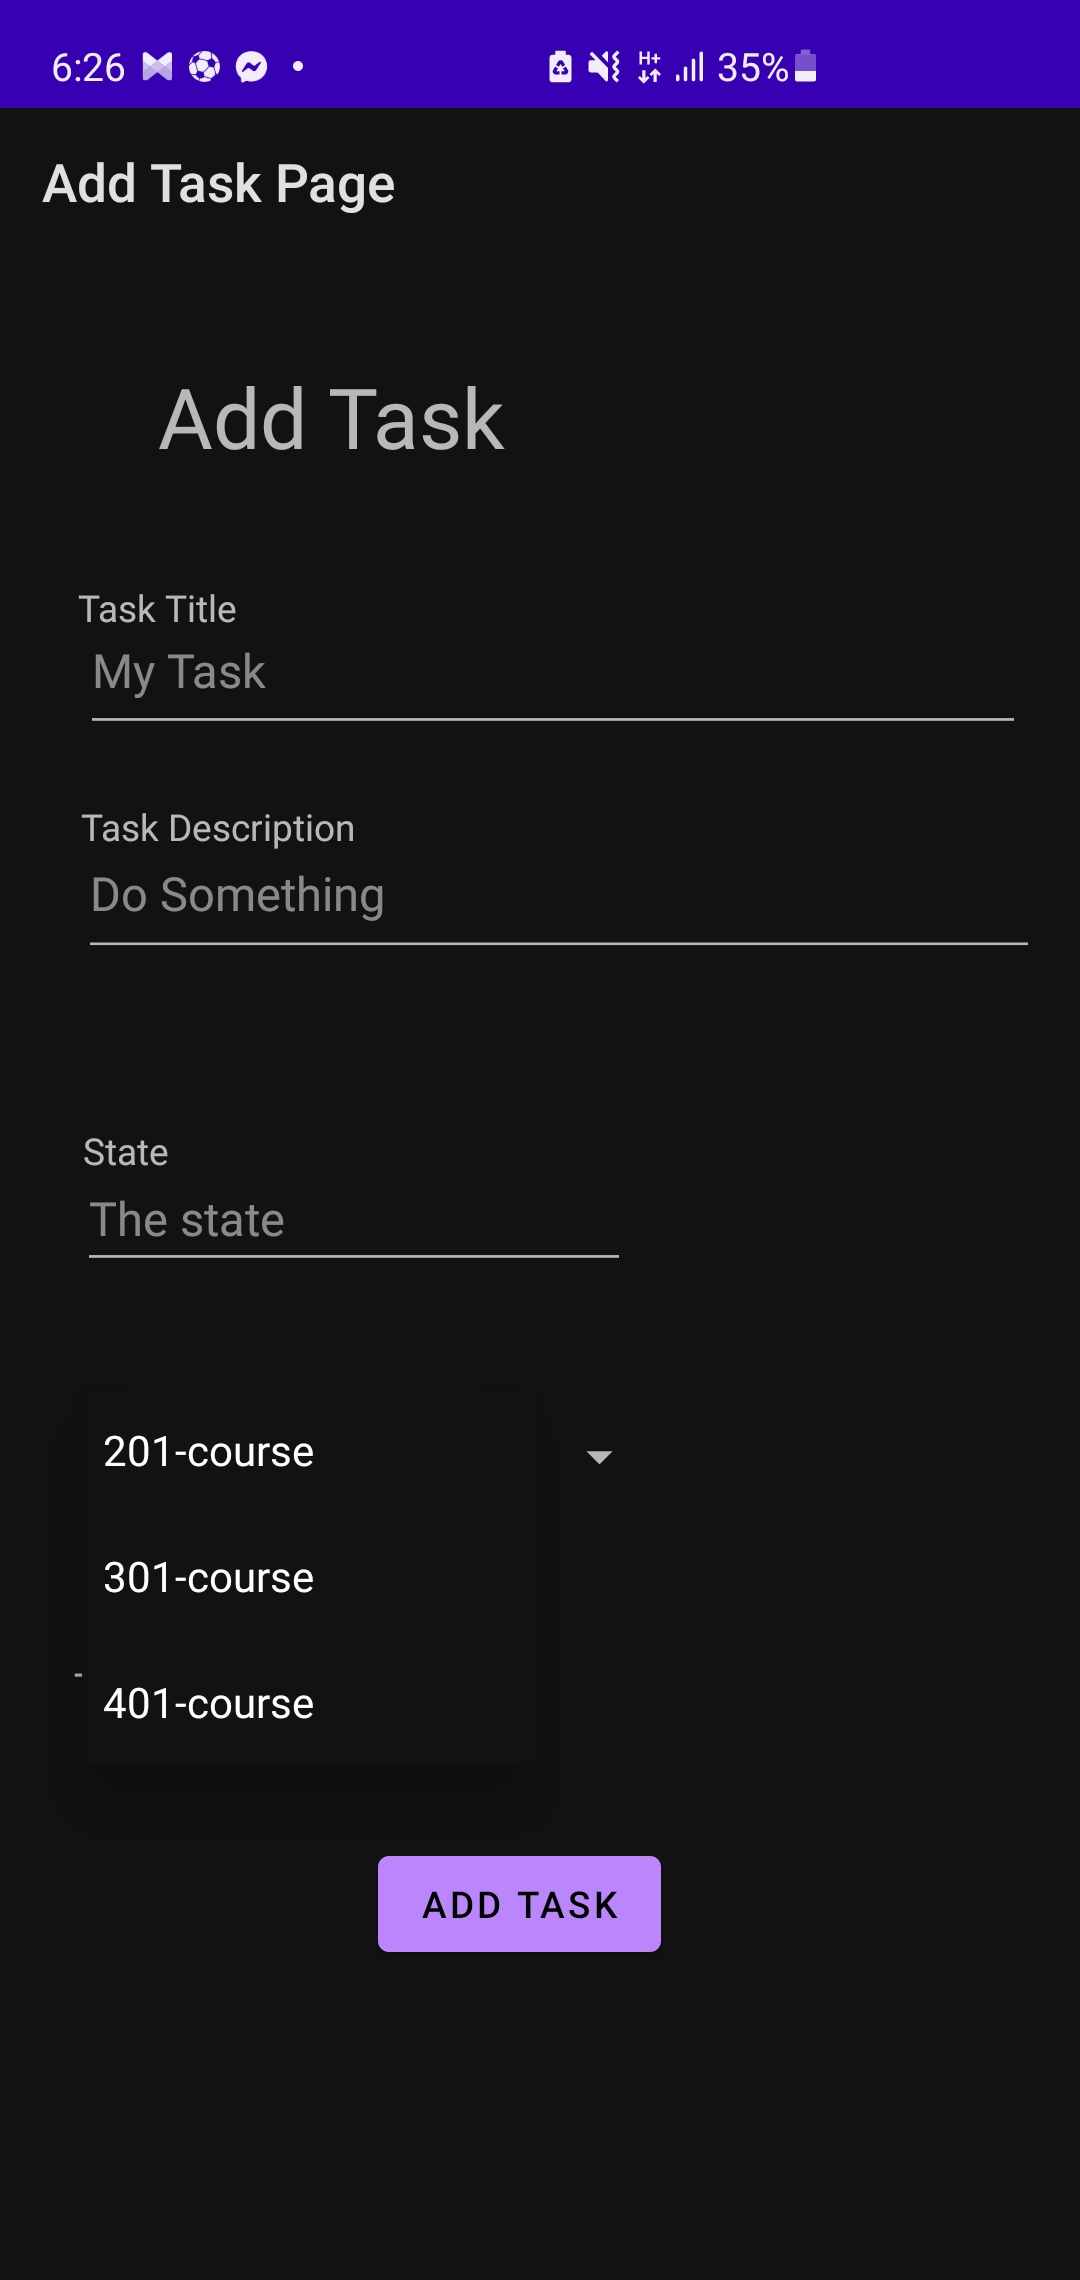 6:26 H+ 35%
Add Task Page
Add Task
Task Title
My Task
Task Description
Do Something
State
The state
201-course
301-course
401-course
ADD TASK